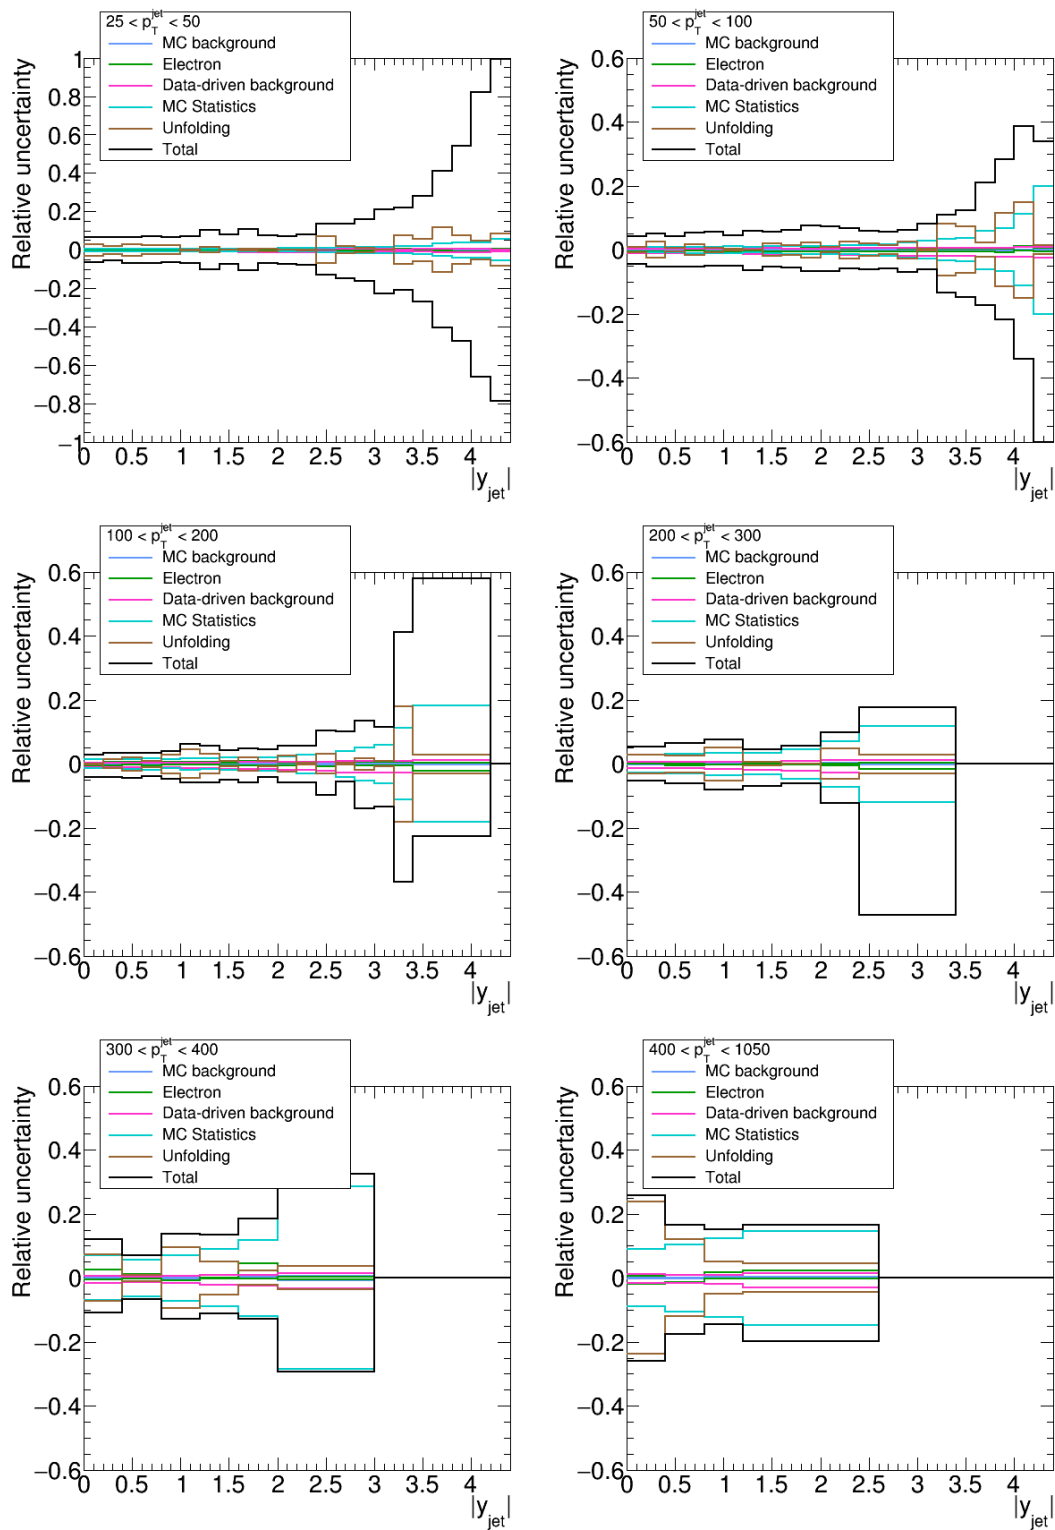 25 < p_T^jet < 50
MC background
Electron
Data-driven background
MC Statistics
Unfolding
Total
Relative uncertainty
1
0.8
0.6
0.4
0.2
0
−0.2
−0.4
−0.6
−0.8
−1
0 0.5 1 1.5 2 2.5 3 3.5 4
|y_jet|
50 < p_T^jet < 100
MC background
Electron
Data-driven background
MC Statistics
Unfolding
Total
Relative uncertainty
0.6
0.4
0.2
0
−0.2
−0.4
−0.6
0 0.5 1 1.5 2 2.5 3 3.5 4
|y_jet|
100 < p_T^jet < 200
MC background
Electron
Data-driven background
MC Statistics
Unfolding
Total
Relative uncertainty
0.6
0.4
0.2
0
−0.2
−0.4
−0.6
0 0.5 1 1.5 2 2.5 3 3.5 4
|y_jet|
200 < p_T^jet < 300
MC background
Electron
Data-driven background
MC Statistics
Unfolding
Total
Relative uncertainty
0.6
0.4
0.2
0
−0.2
−0.4
−0.6
0 0.5 1 1.5 2 2.5 3 3.5 4
|y_jet|
300 < p_T^jet < 400
MC background
Electron
Data-driven background
MC Statistics
Unfolding
Total
Relative uncertainty
0.6
0.4
0.2
0
−0.2
−0.4
−0.6
0 0.5 1 1.5 2 2.5 3 3.5 4
|y_jet|
400 < p_T^jet < 1050
MC background
Electron
Data-driven background
MC Statistics
Unfolding
Total
Relative uncertainty
0.6
0.4
0.2
0
−0.2
−0.4
−0.6
0 0.5 1 1.5 2 2.5 3 3.5 4
|y_jet|